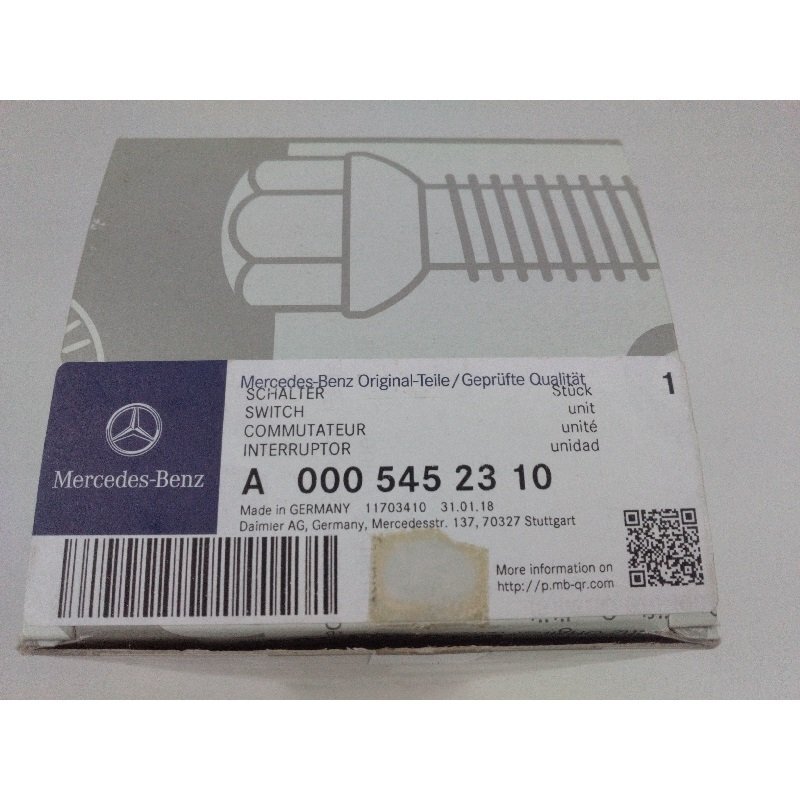 Mercedes-Benz Original-Teile/Geprüfte Qualität 1
SCHALTER Stück
SWITCH unit
COMMUTATEUR unité
INTERRUPTOR unidad
Mercedes-Benz
A 000 545 23 10
Made in GERMANY 11703410 31.01.18
Daimler AG, Germany, Mercedesstr. 137, 70327 Stuttgart
More information on
http://p.mb-qr.com